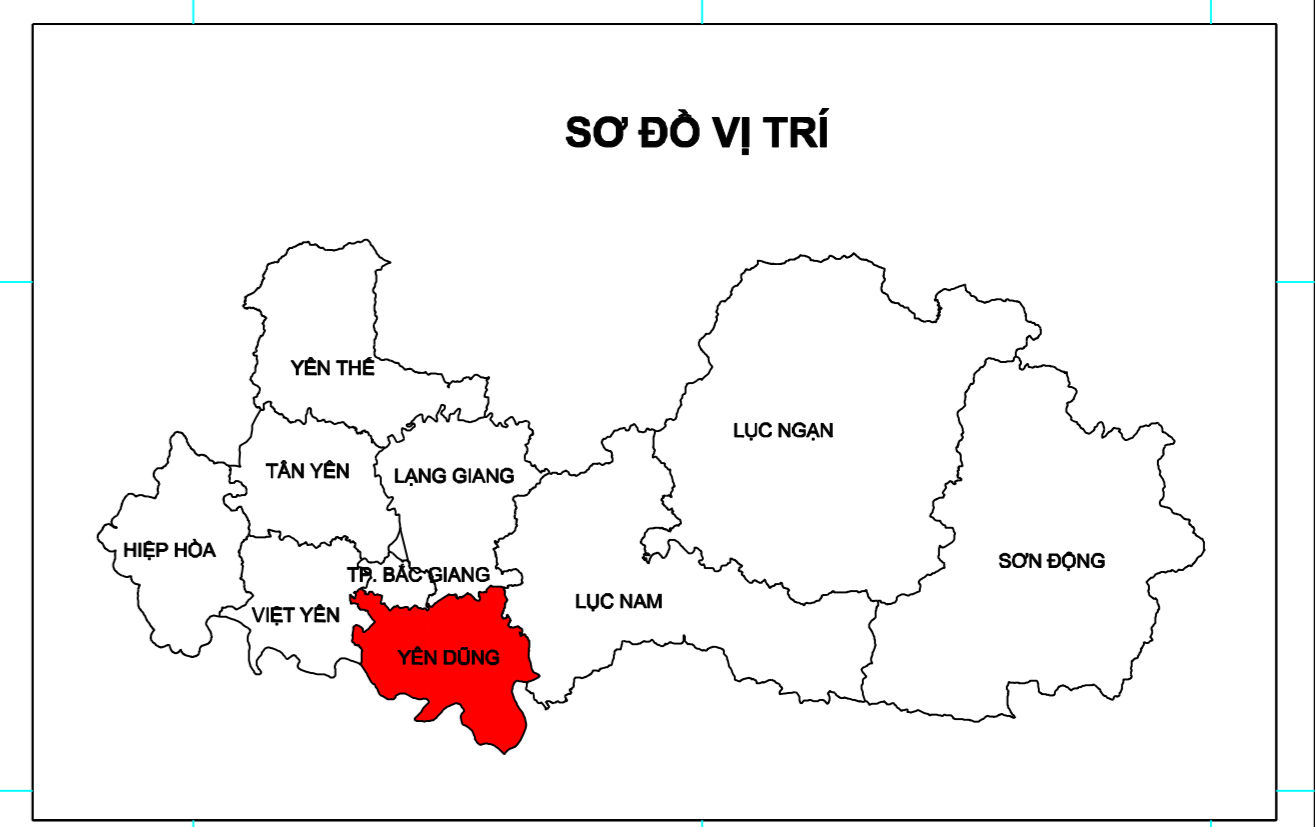 SƠ ĐỒ VỊ TRÍ
YÊN THẾ
LỤC NGẠN
TÂN YÊN
LẠNG GIANG
HIỆP HÒA
SƠN ĐỘNG
TP. BẮC GIANG
LỤC NAM
VIỆT YÊN
YÊN DŨNG